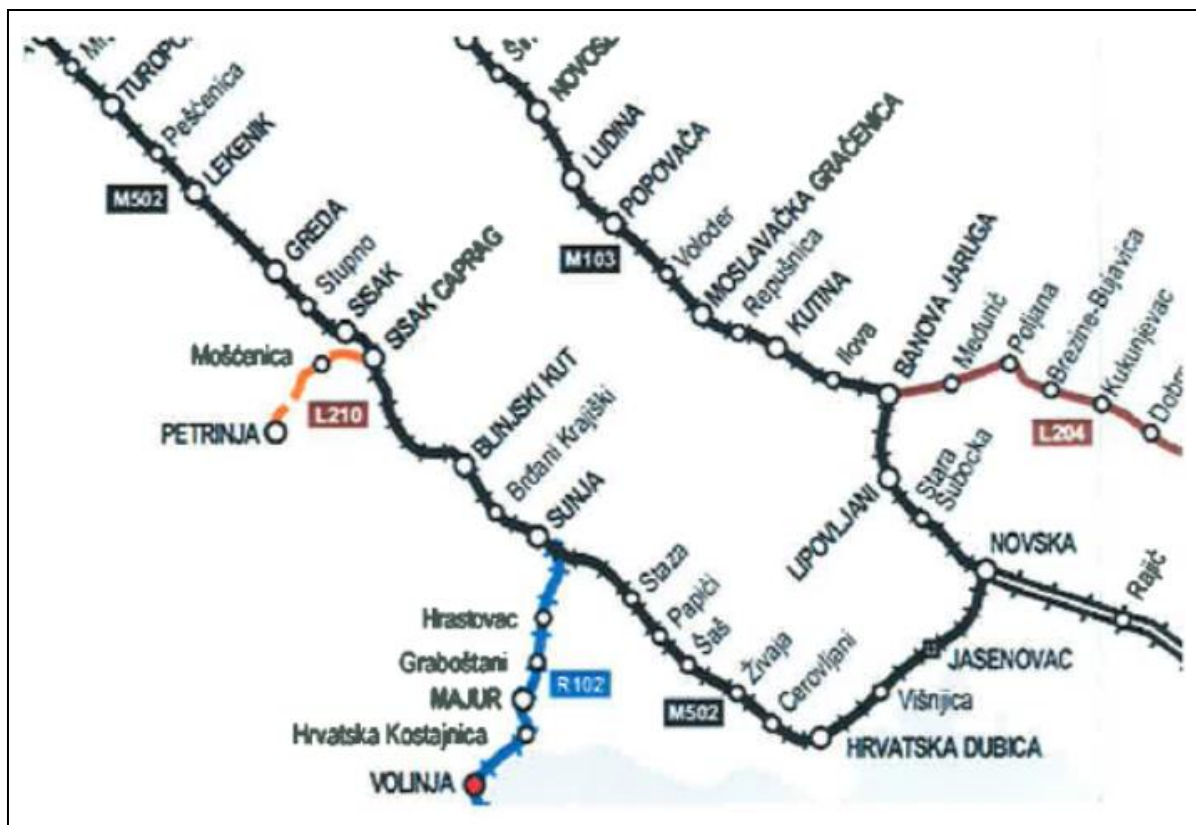 Pešćenica
LEKENIK
M502
GREDA
Stupno
SISAK
SISAK CAPRAG
Mošćenica
PETRINJA
L210
BLINJSKI KUT
Brđani Krajiški
SUNJA
Hrastovac
Graboštani
MAJUR
R102
Hrvatska Kostajnica
VOLINJA
Staza
Papići
Šaš
M502
Živaja
Cerovljani
HRVATSKA DUBICA
Višnjica
JASENOVAC
NOVSKA
Rajić
Stara
Subocka
LIPOVLJANI
BANOVA JARUGA
Međurić
Poljana
Brezine-Bujavica
Kukunjevac
L204
Ilova
KUTINA
Repušnica
MOSLAVAČKA GRAČENICA
Voloder
M103
POPOVAČA
LUDINA